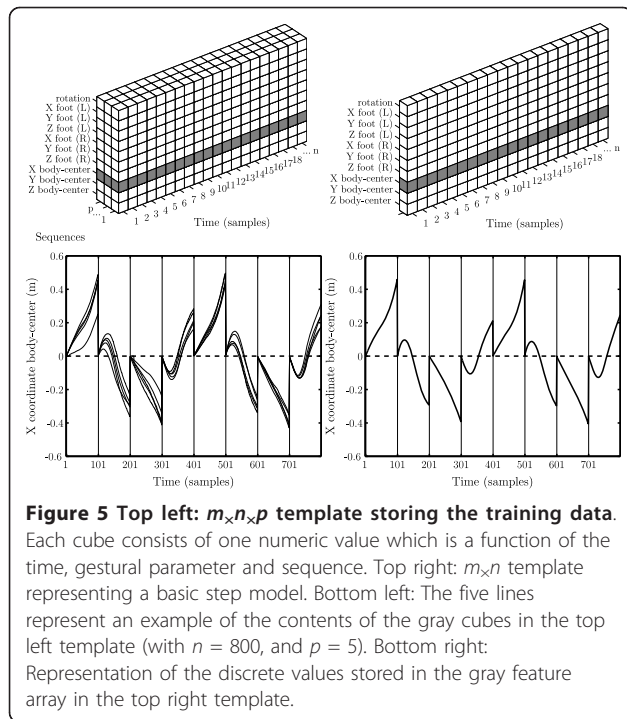 rotation
X foot (L)
Y foot (L)
Z foot (L)
X foot (R)
Y foot (R)
Z foot (R)
X body-center
Y body-center
Z body-center
p...
1
Sequences
1 2 3 4 5 6 7 8 9 10 11 12 13 14 15 16 17 18 ... n
Time (samples)
rotation
X foot (L)
Y foot (L)
Z foot (L)
X foot (R)
Y foot (R)
Z foot (R)
X body-center
Y body-center
Z body-center
1 2 3 4 5 6 7 8 9 10 11 12 13 14 15 16 17 18 ... n
Time (samples)
X coordinate body-center (m)
0.6
0.4
0.2
0
-0.2
-0.4
-0.6
1 101 201 301 401 501 601 701
Time (samples)
X coordinate body-center (m)
0.6
0.4
0.2
0
-0.2
-0.4
-0.6
1 101 201 301 401 501 601 701
Time (samples)
Figure 5 Top left: m×n×p template storing the training data.
Each cube consists of one numeric value which is a function of the
time, gestural parameter and sequence. Top right: m×n template
representing a basic step model. Bottom left: The five lines
represent an example of the contents of the gray cubes in the top
left template (with n = 800, and p = 5). Bottom right:
Representation of the discrete values stored in the gray feature
array in the top right template.